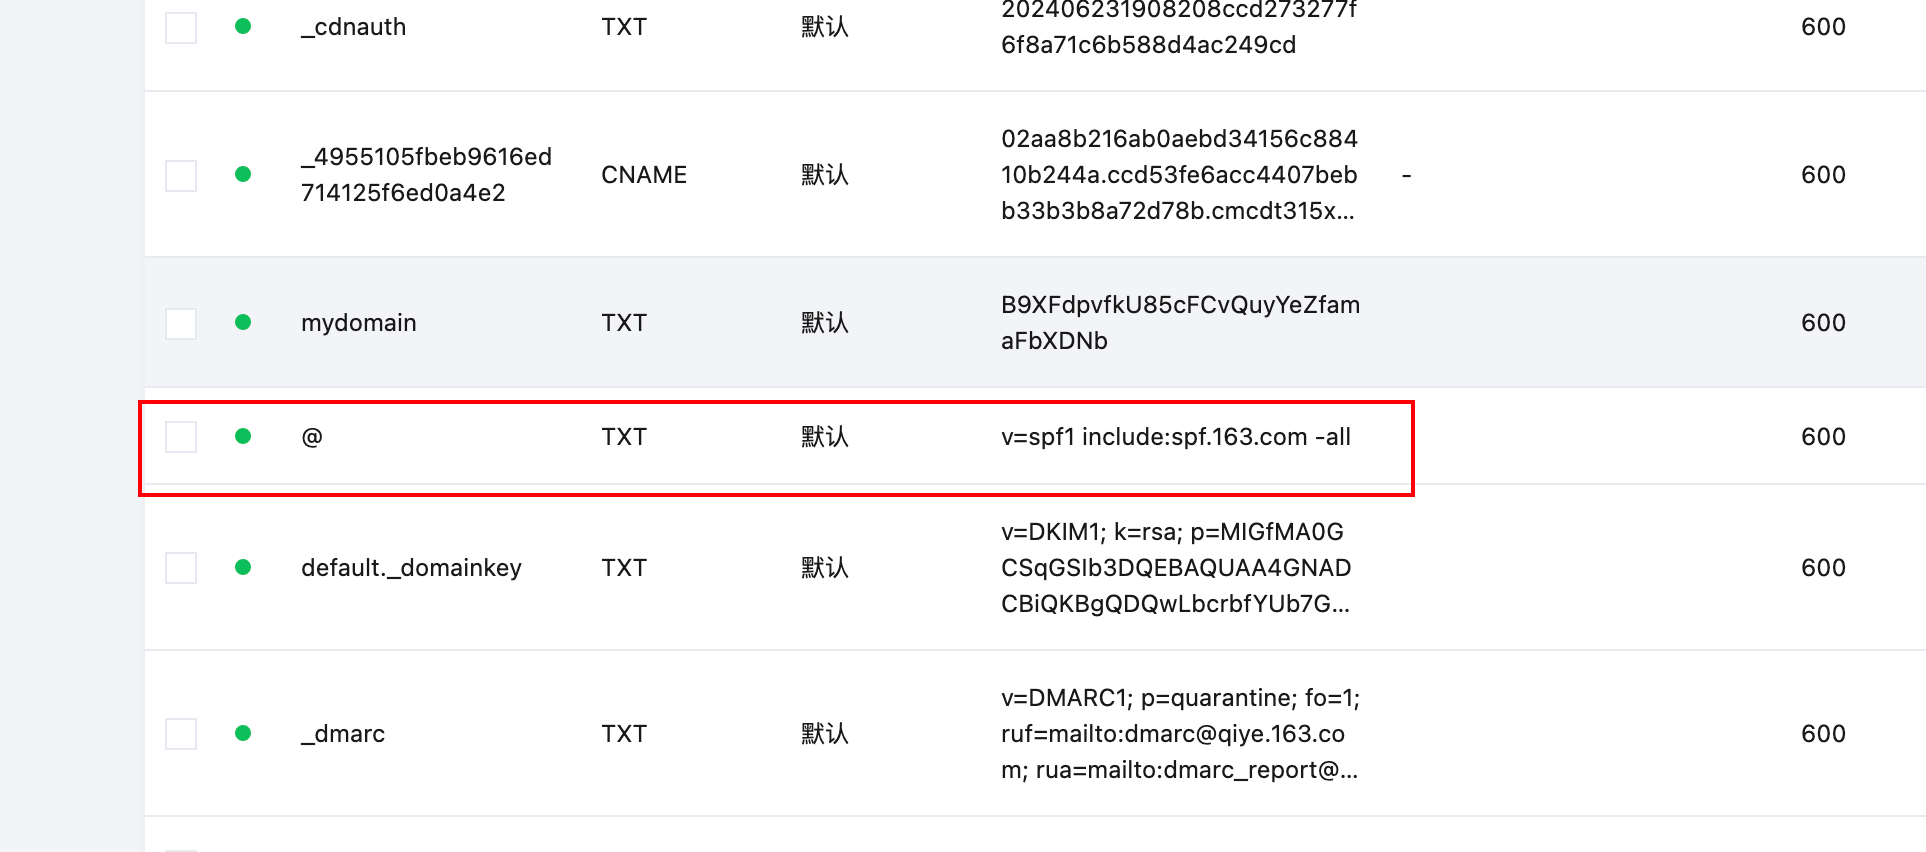 _cdnauth TXT 默认 202406231908208ccd273277f
6f8a71c6b588d4ac249cd 600
_4955105fbeb9616ed
714125f6ed0a4e2 CNAME 默认 02aa8b216ab0aebd34156c884
10b244a.ccd53fe6acc4407beb
b33b3b8a72d78b.cmcdt315x... - 600
mydomain TXT 默认 B9XFdpvfkU85cFCvQuyYeZfam
aFbXDNb 600
@ TXT 默认 v=spf1 include:spf.163.com -all 600
default._domainkey TXT 默认 v=DKIM1; k=rsa; p=MIGfMA0G
CSqGSIb3DQEBAQUAA4GNAD
CBiQKBgQDQwLbcrbfYUb7G... 600
_dmarc TXT 默认 v=DMARC1; p=quarantine; fo=1;
ruf=mailto:dmarc@qiye.163.co
m; rua=mailto:dmarc_report@... 600